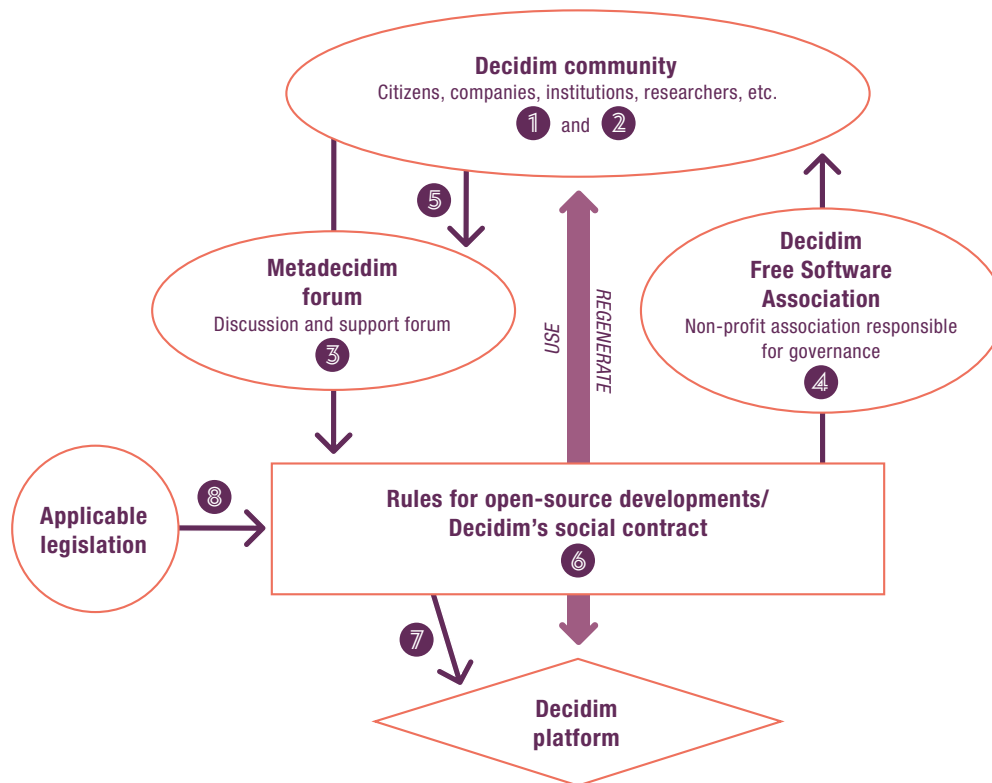 Decidim community
Citizens, companies, institutions, researchers, etc.
1 and 2
5
Metadecidim
forum
Discussion and support forum
3
USE
REGENERATE
Decidim
Free Software
Association
Non-profit association responsible
for governance
4
Applicable
legislation
8
Rules for open-source developments/
Decidim's social contract
6
7
Decidim
platform